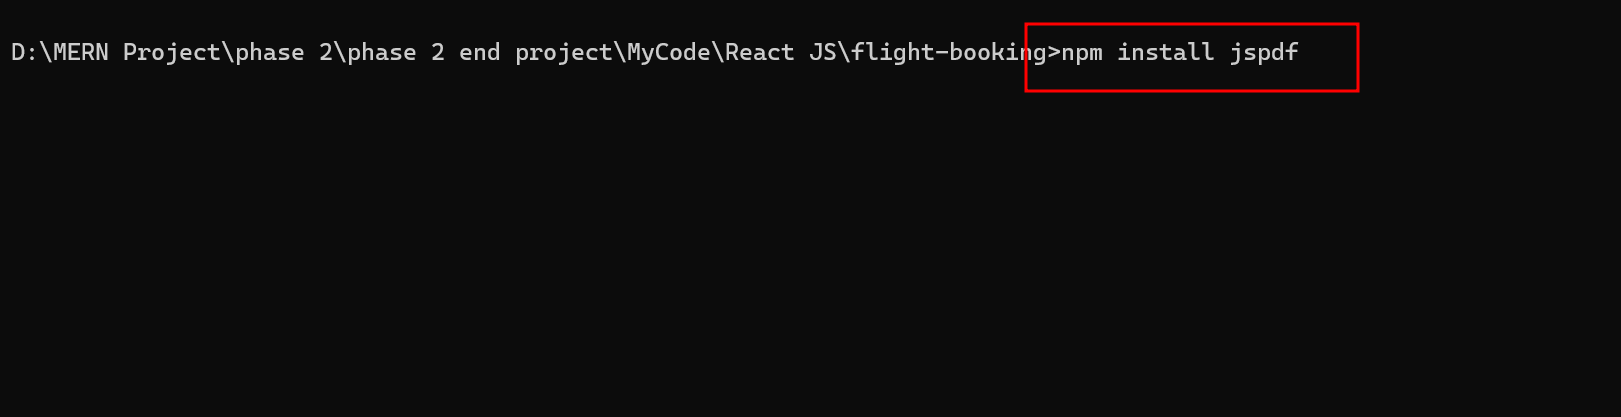 D:\MERN Project\phase 2\phase 2 end project\MyCode\React JS\flight-booking>npm install jspdf